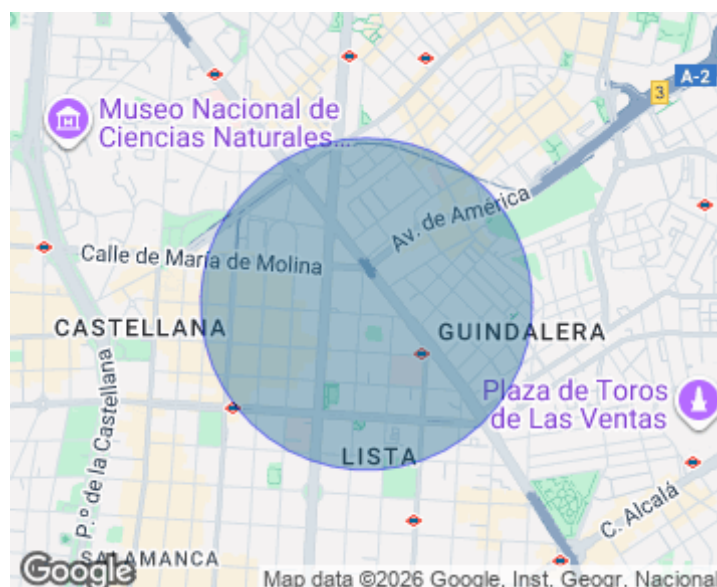 A-2
3
Museo Nacional de
Ciencias Naturales...
Av. de América
Calle de María de Molina
CASTELLANA
GUINDALERA
Plaza de Toros
de Las Ventas
LISTA
P.º de la Castellana
C. Alcalá
SALAMANCA
Google
Map data ©2026 Google, Inst. Geogr. Nacional